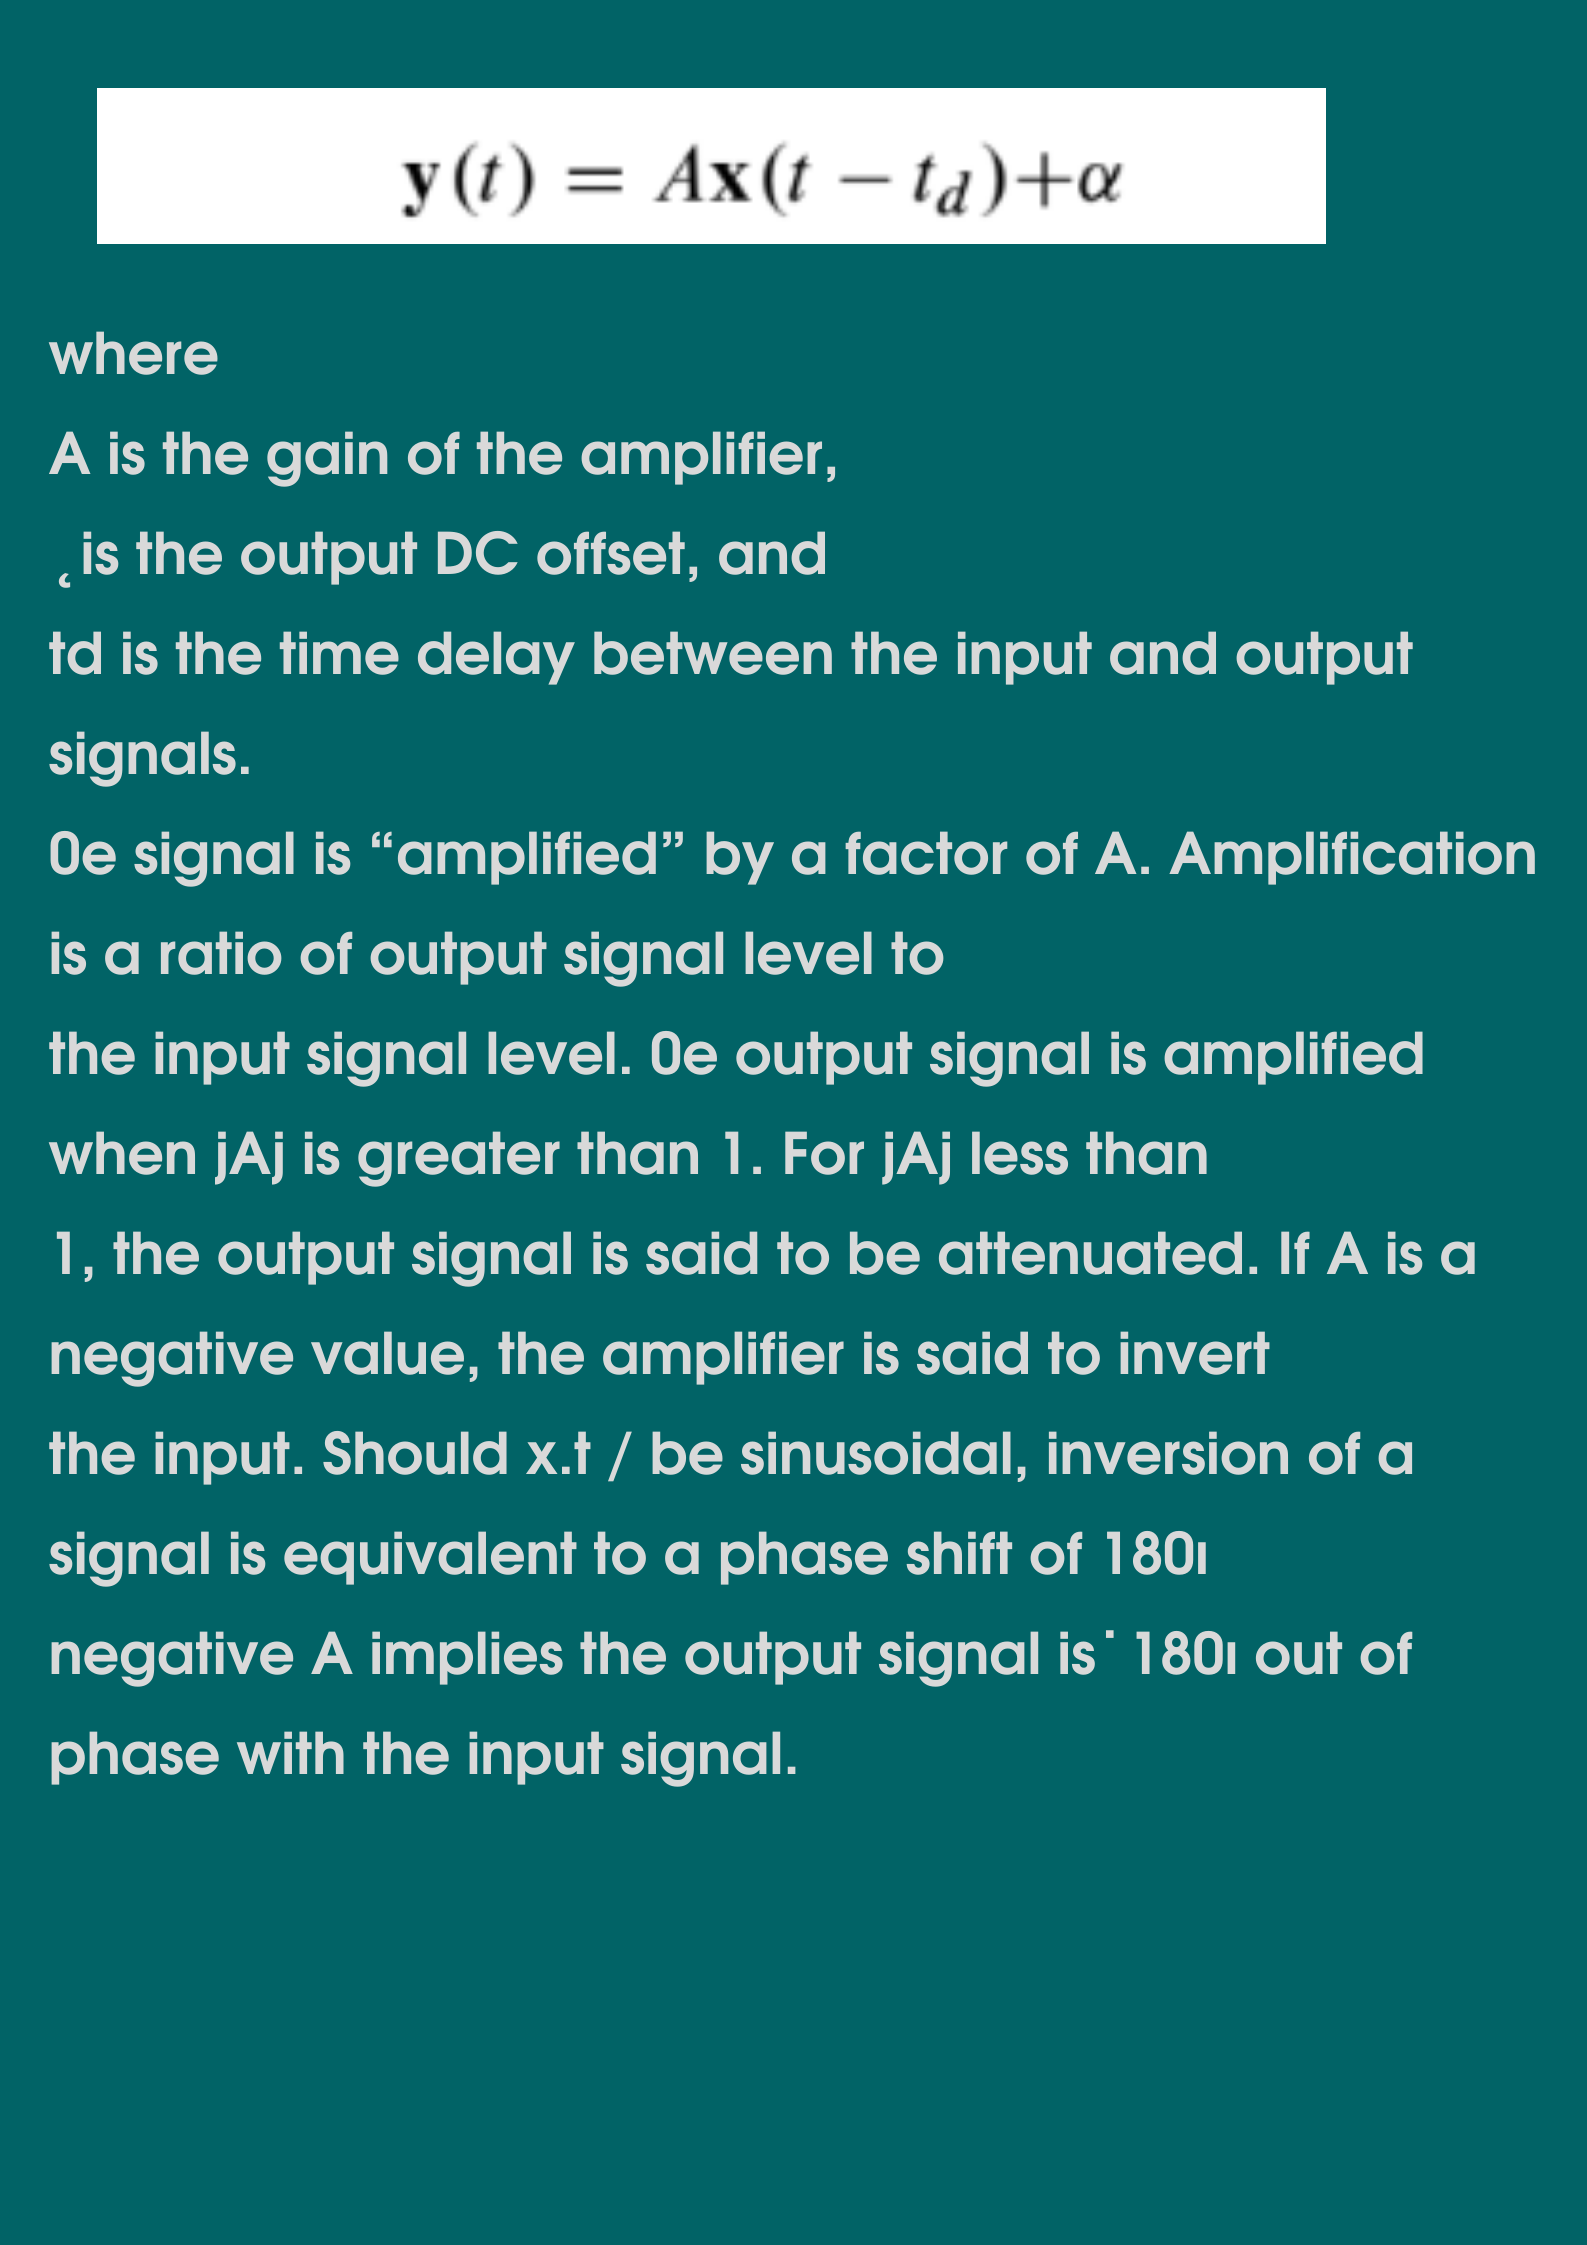 y(t) = Ax(t − t_d)+α
where
A is the gain of the amplifier,
˛ is the output DC offset, and
td is the time delay between the input and output
signals.
0e signal is “amplified” by a factor of A. Amplification
is a ratio of output signal level to
the input signal level. 0e output signal is amplified
when jAj is greater than 1. For jAj less than
1, the output signal is said to be attenuated. If A is a
negative value, the amplifier is said to invert
the input. Should x.t / be sinusoidal, inversion of a
signal is equivalent to a phase shift of 180ı
negative A implies the output signal is˙ 180ı out of
phase with the input signal.